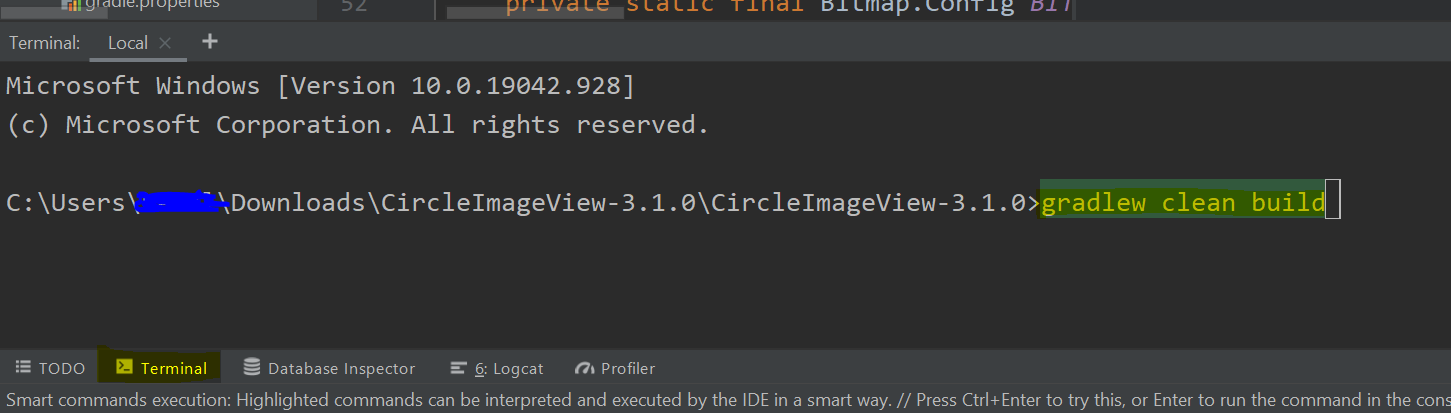 gradle.properties
52 private static final Bitmap.Config BIT
Terminal: Local
Microsoft Windows [Version 10.0.19042.928]
(c) Microsoft Corporation. All rights reserved.
C:\Users\ \Downloads\CircleImageView-3.1.0\CircleImageView-3.1.0>gradlew clean build
TODO Terminal Database Inspector 6: Logcat Profiler
Smart commands execution: Highlighted commands can be interpreted and executed by the IDE in a smart way. // Press Ctrl+Enter to try this, or Enter to run the command in the cons